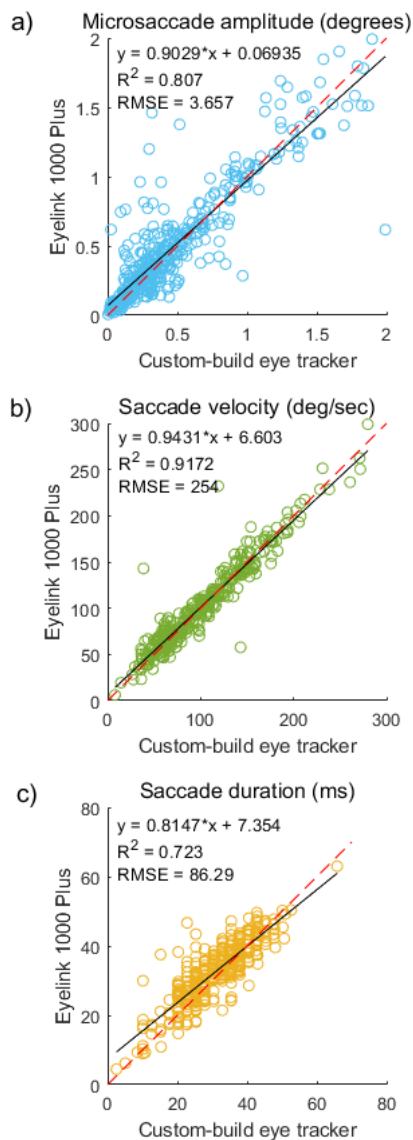 a)
Microsaccade amplitude (degrees)
y = 0.9029*x + 0.06935
R² = 0.807
RMSE = 3.657
2
1.5
1
0.5
0
Eyelink 1000 Plus
0 0.5 1 1.5 2
Custom-build eye tracker
b)
Saccade velocity (deg/sec)
y = 0.9431*x + 6.603
R² = 0.9172
RMSE = 254
300
250
200
150
100
50
0
Eyelink 1000 Plus
0 100 200 300
Custom-build eye tracker
c)
Saccade duration (ms)
y = 0.8147*x + 7.354
R² = 0.723
RMSE = 86.29
80
60
40
20
0
Eyelink 1000 Plus
0 20 40 60 80
Custom-build eye tracker